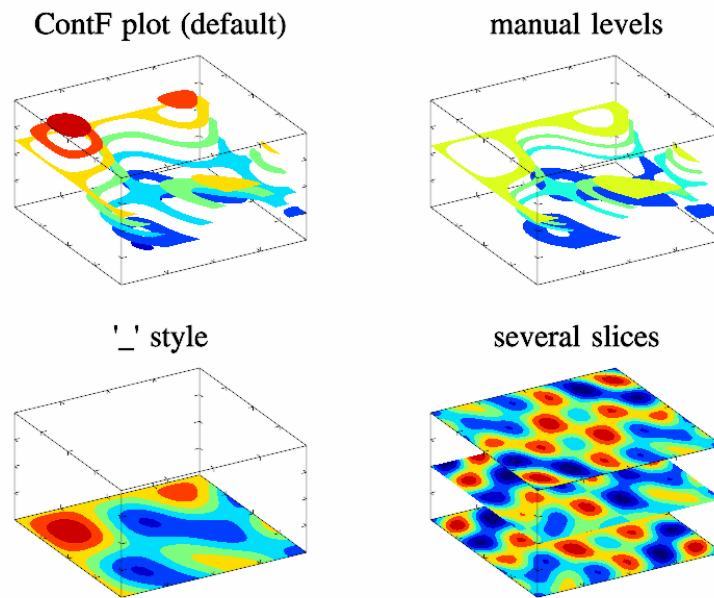 ContF plot (default)
manual levels
'_' style
several slices